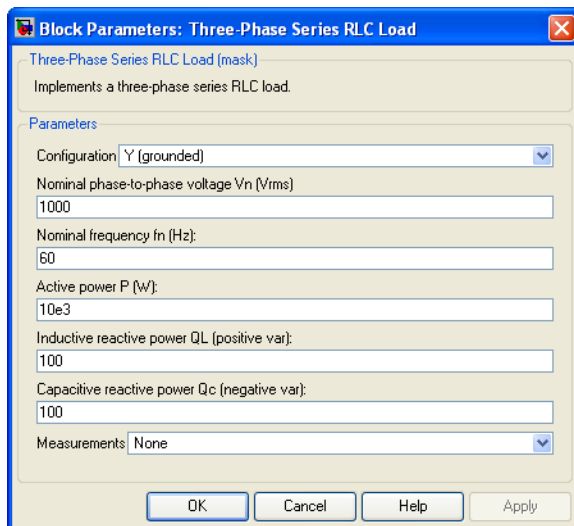 Block Parameters: Three-Phase Series RLC Load
Three-Phase Series RLC Load (mask)
Implements a three-phase series RLC load.
Parameters
Configuration Y (grounded)
Nominal phase-to-phase voltage Vn (Vrms)
1000
Nominal frequency fn (Hz):
60
Active power P (W):
10e3
Inductive reactive power QL (positive var):
100
Capacitive reactive power Qc (negative var):
100
Measurements None
OK Cancel Help Apply